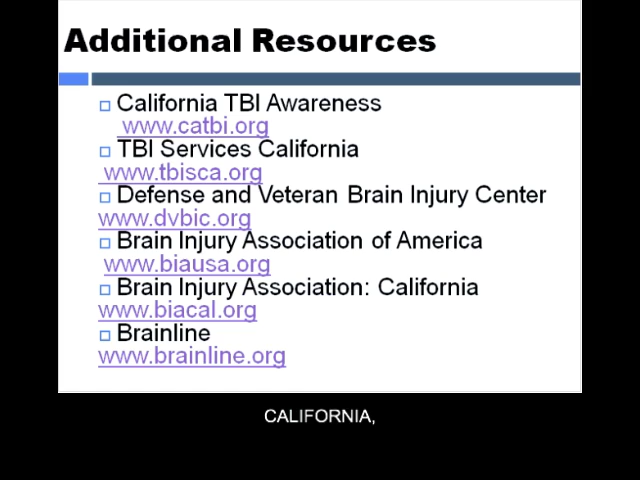 Additional Resources
California TBI Awareness
www.catbi.org
TBI Services California
www.tbisca.org
Defense and Veteran Brain Injury Center
www.dvbic.org
Brain Injury Association of America
www.biausa.org
Brain Injury Association: California
www.biacal.org
Brainline
www.brainline.org
CALIFORNIA,